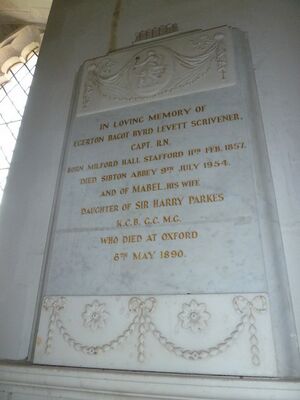 IN LOVING MEMORY OF
EGERTON BAGOT BYRD LEVETT SCRIVENER,
CAPT. R.N.
BORN MILFORD HALL STAFFORD 11TH FEB. 1857.
DIED SIBTON ABBEY 9TH JULY 1954.
AND OF MABEL, HIS WIFE
DAUGHTER OF SIR HARRY PARKES
K.C.B. G.C.M.G.
WHO DIED AT OXFORD
6TH MAY 1890.